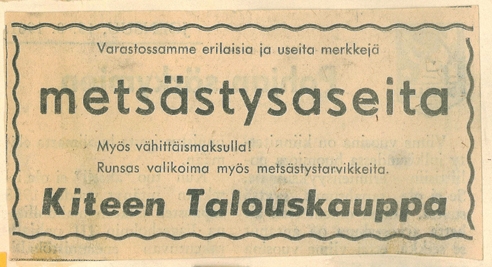 Varastossamme erilaisia ja useita merkkejä
metsästysaseita
Myös vähittäismaksulla!
Runsas valikoima myös metsästystarvikkeita.
Kiteen Talouskauppa